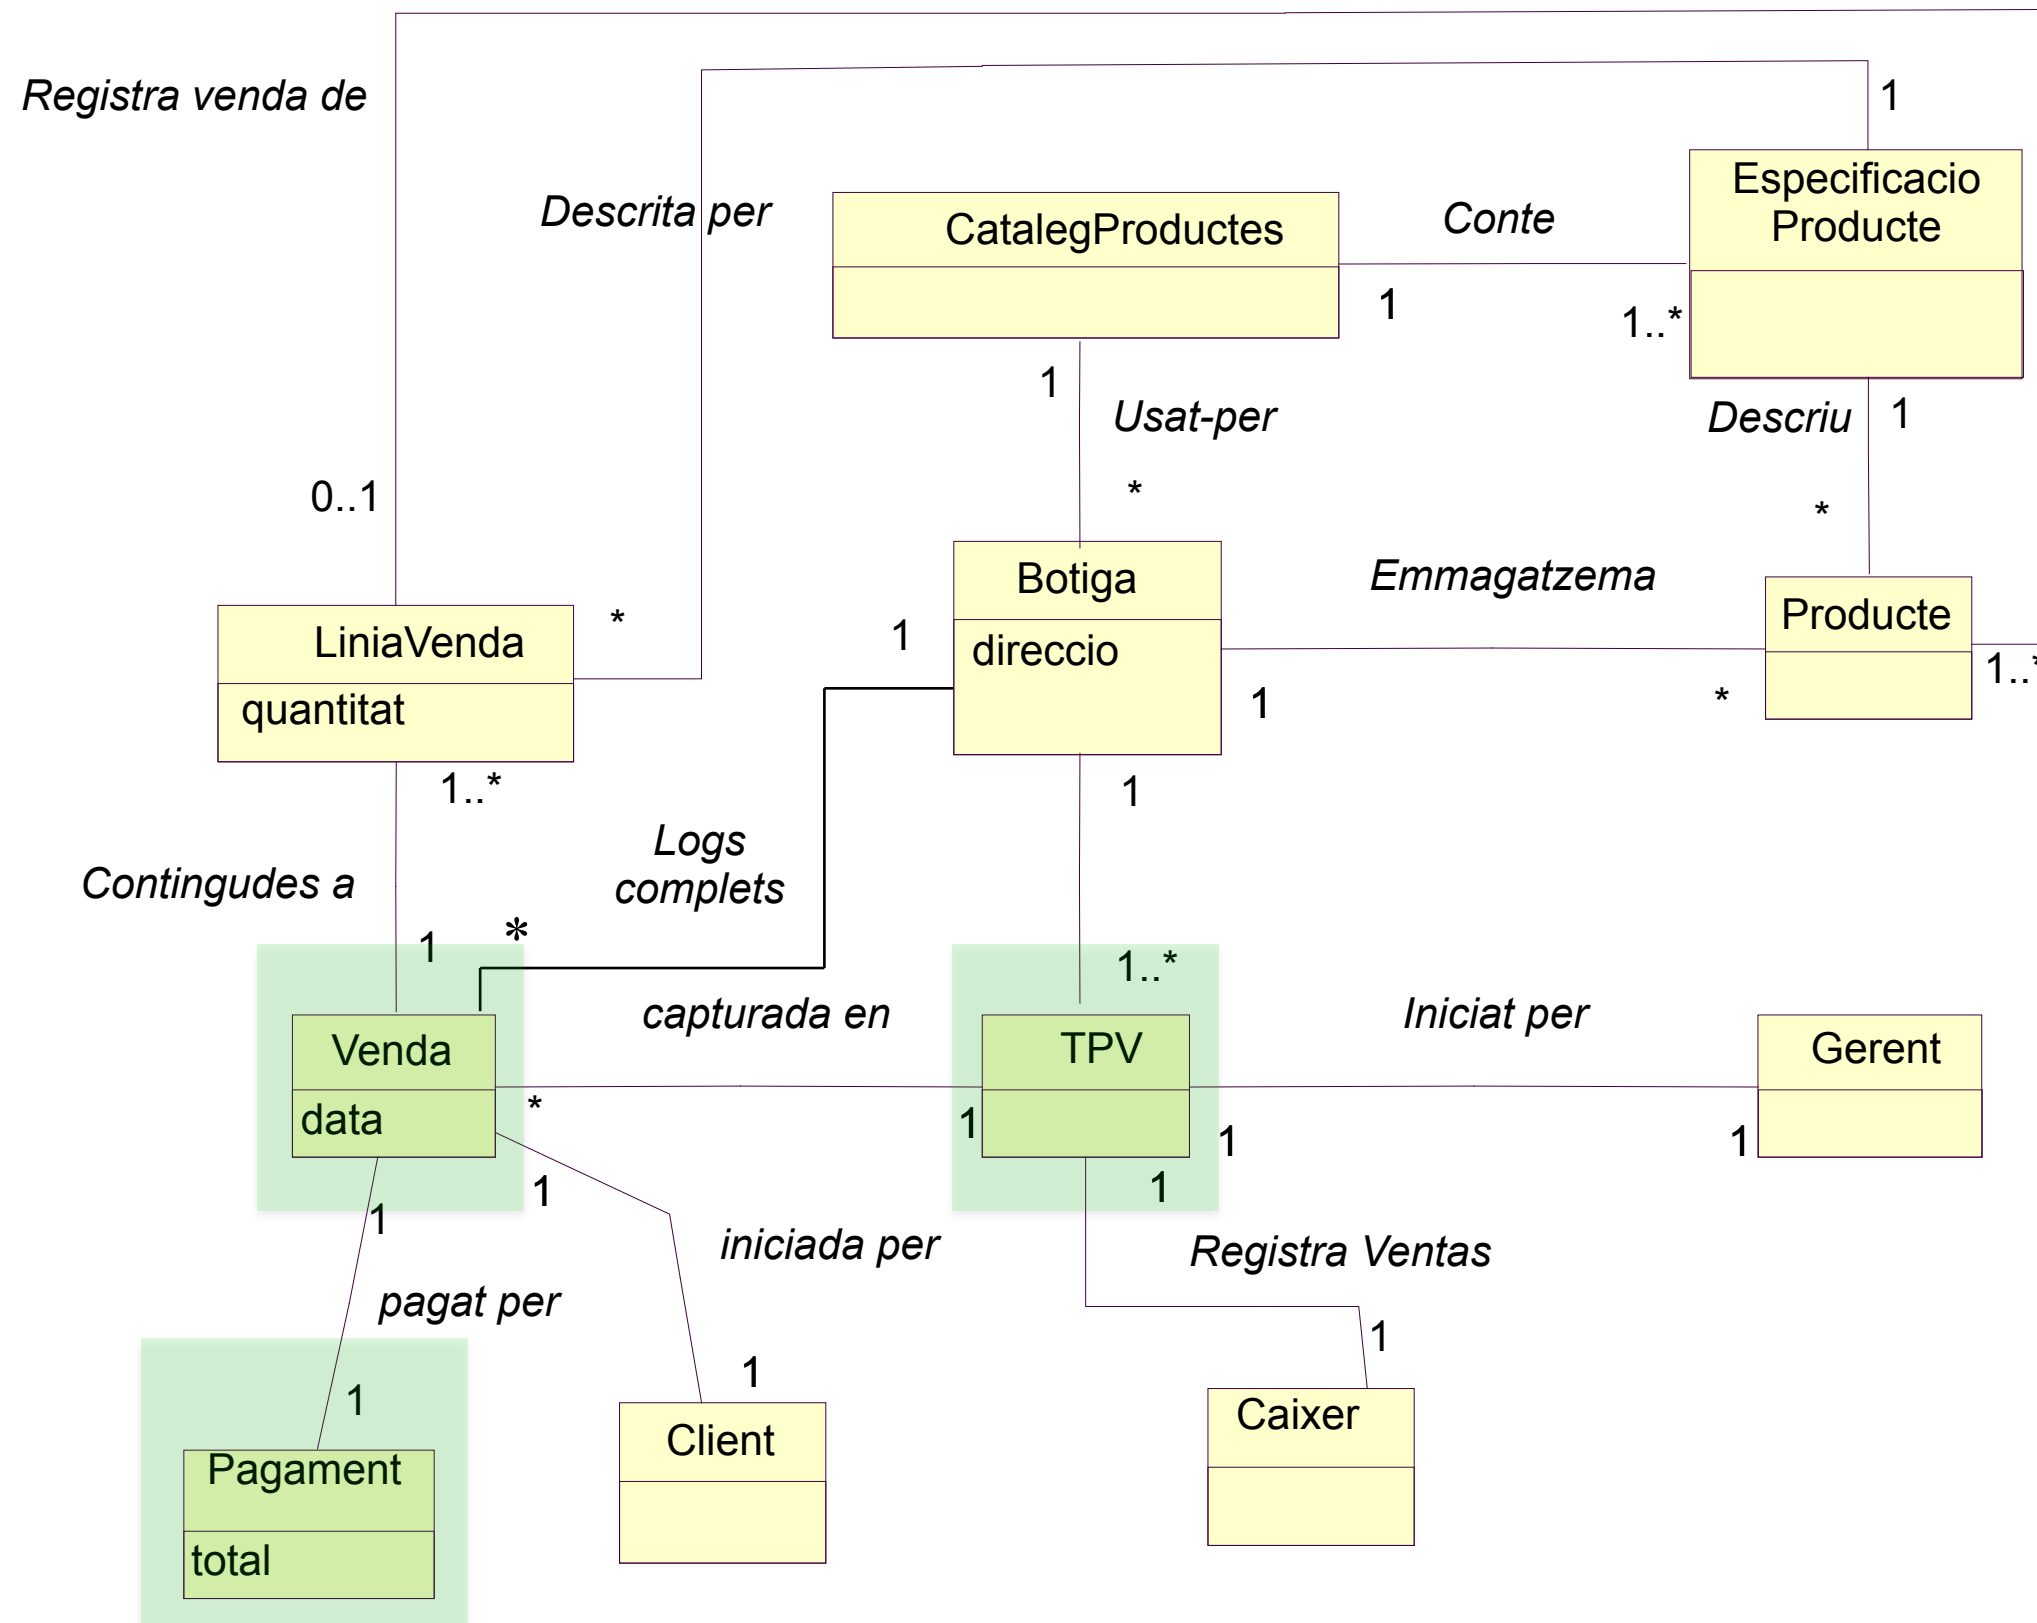 Registra venda de
1
Especificacio
Producte
Descrita per
CatalegProductes
Conte
1
1..*
1
Usat-per
Descriu
1
0..1
*
*
Botiga
Emmagatzema
Producte
LiniaVenda
*
1
direccio
1..*
quantitat
1
*
1..*
1
Logs
complets
Contingudes a
*
1
1..*
capturada en
Iniciat per
Venda
TPV
Gerent
data
*
1
1
1
1
1
1
iniciada per
Registra Ventas
pagat per
1
1
1
Client
Caixer
Pagament
total